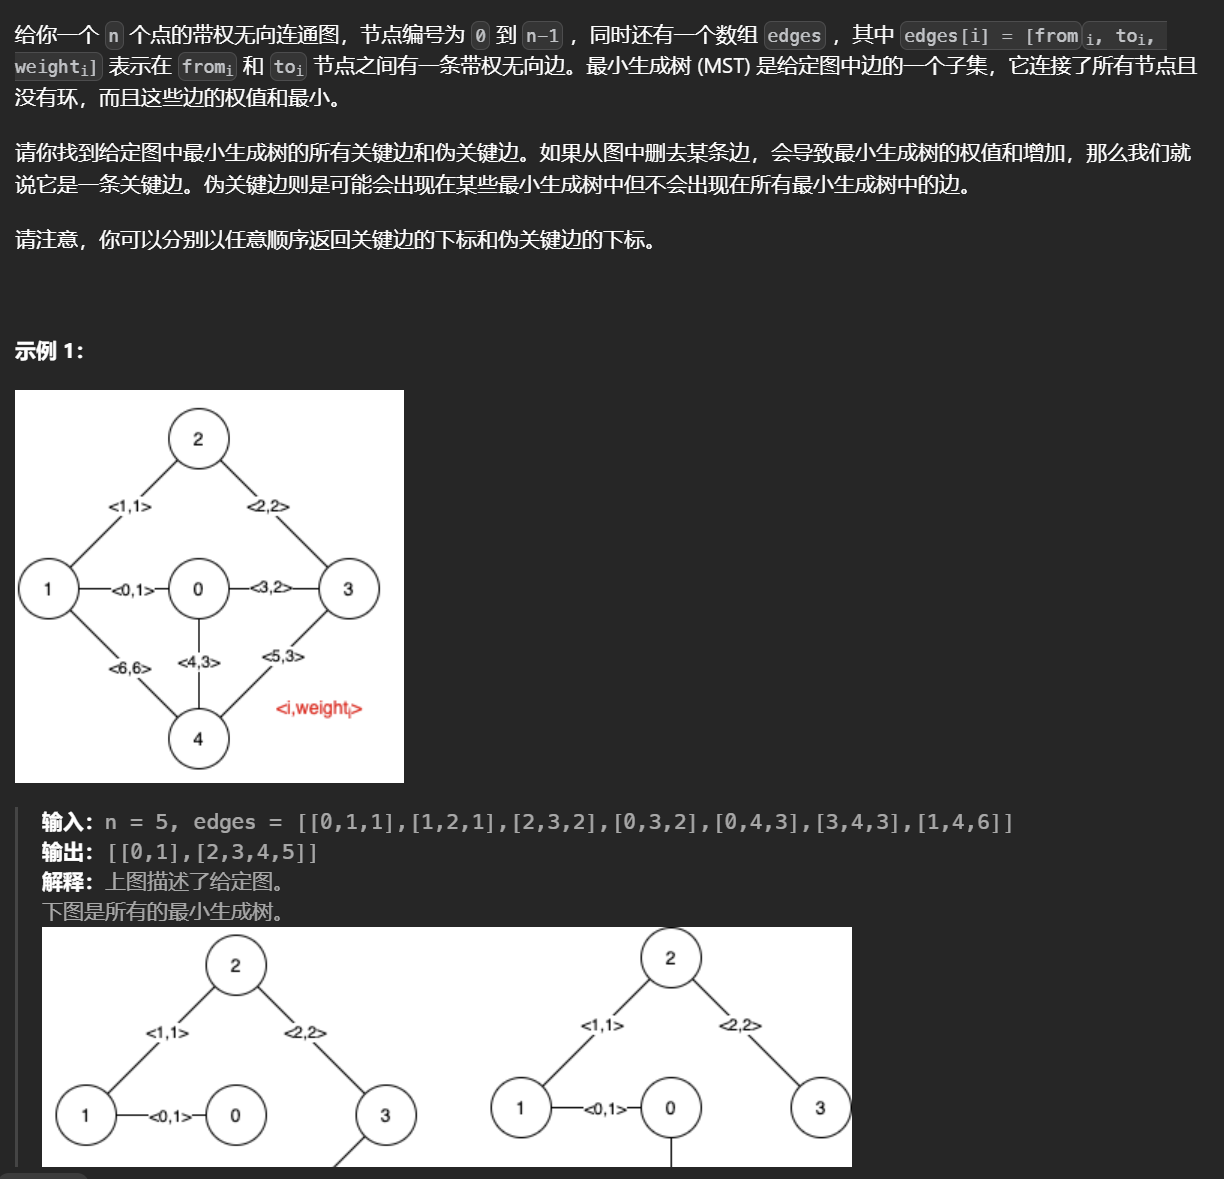 给你一个 n 个点的带权无向连通图，节点编号为 0 到 n-1 ，同时还有一个数组 edges ，其中 edges[i] = [fromi, toi,
weighti] 表示在 fromi 和 toi 节点之间有一条带权无向边。最小生成树 (MST) 是给定图中边的一个子集，它连接了所有节点且
没有环，而且这些边的权值和最小。
请你找到给定图中最小生成树的所有关键边和伪关键边。如果从图中删去某条边，会导致最小生成树的权值和增加，那么我们就
说它是一条关键边。伪关键边则是可能会出现在某些最小生成树中但不会出现在所有最小生成树中的边。
请注意，你可以分别以任意顺序返回关键边的下标和伪关键边的下标。
示例 1：
2
<1,1> <2,2>
1 <0,1> 0 <3,2> 3
<6,6> <4,3> <5,3>
<i,weighti>
4
输入：n = 5, edges = [[0,1,1],[1,2,1],[2,3,2],[0,3,2],[0,4,3],[3,4,3],[1,4,6]]
输出：[[0,1],[2,3,4,5]]
解释：上图描述了给定图。
下图是所有的最小生成树。
2 2
<1,1> <2,2> <1,1> <2,2>
1 <0,1> 0 3 1 <0,1> 0 3